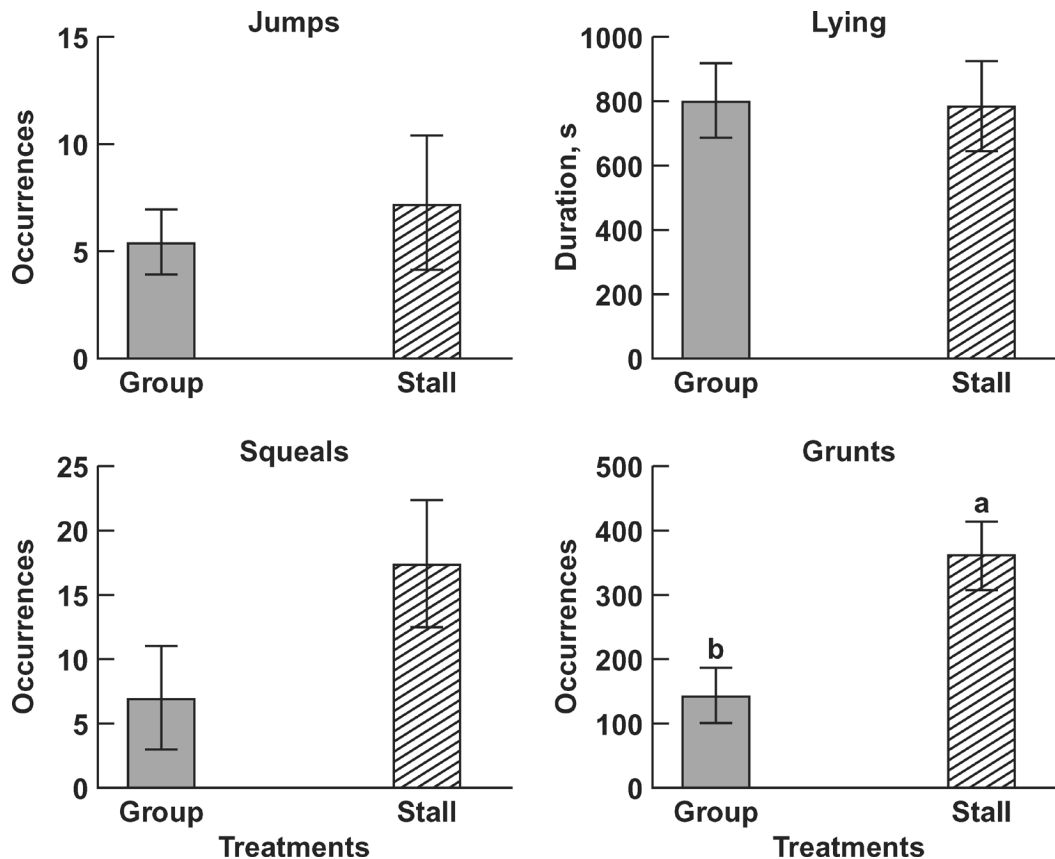 Jumps
15
10
5
0
Occurrences
Group
Stall
Lying
1000
800
600
400
200
0
Duration, s
Group
Stall
Squeals
25
20
15
10
5
0
Occurrences
Group
Stall
Treatments
Grunts
500
400
300
200
100
0
Occurrences
b
a
Group
Stall
Treatments